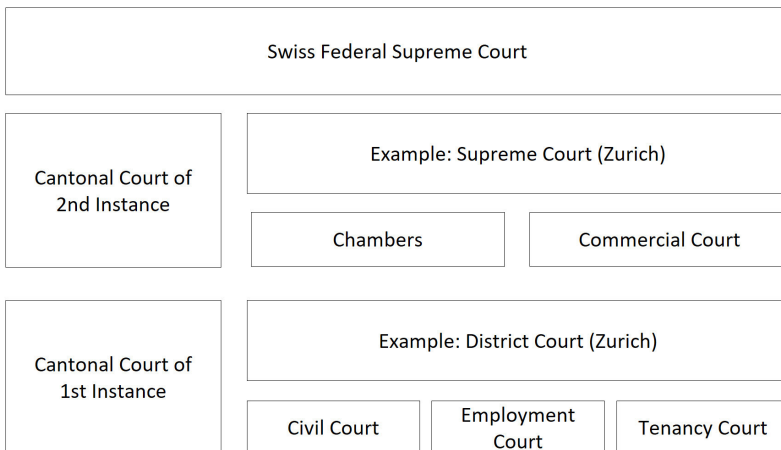 Swiss Federal Supreme Court
Cantonal Court of
2nd Instance
Example: Supreme Court (Zurich)
Chambers
Commercial Court
Cantonal Court of
1st Instance
Example: District Court (Zurich)
Civil Court
Employment
Court
Tenancy Court